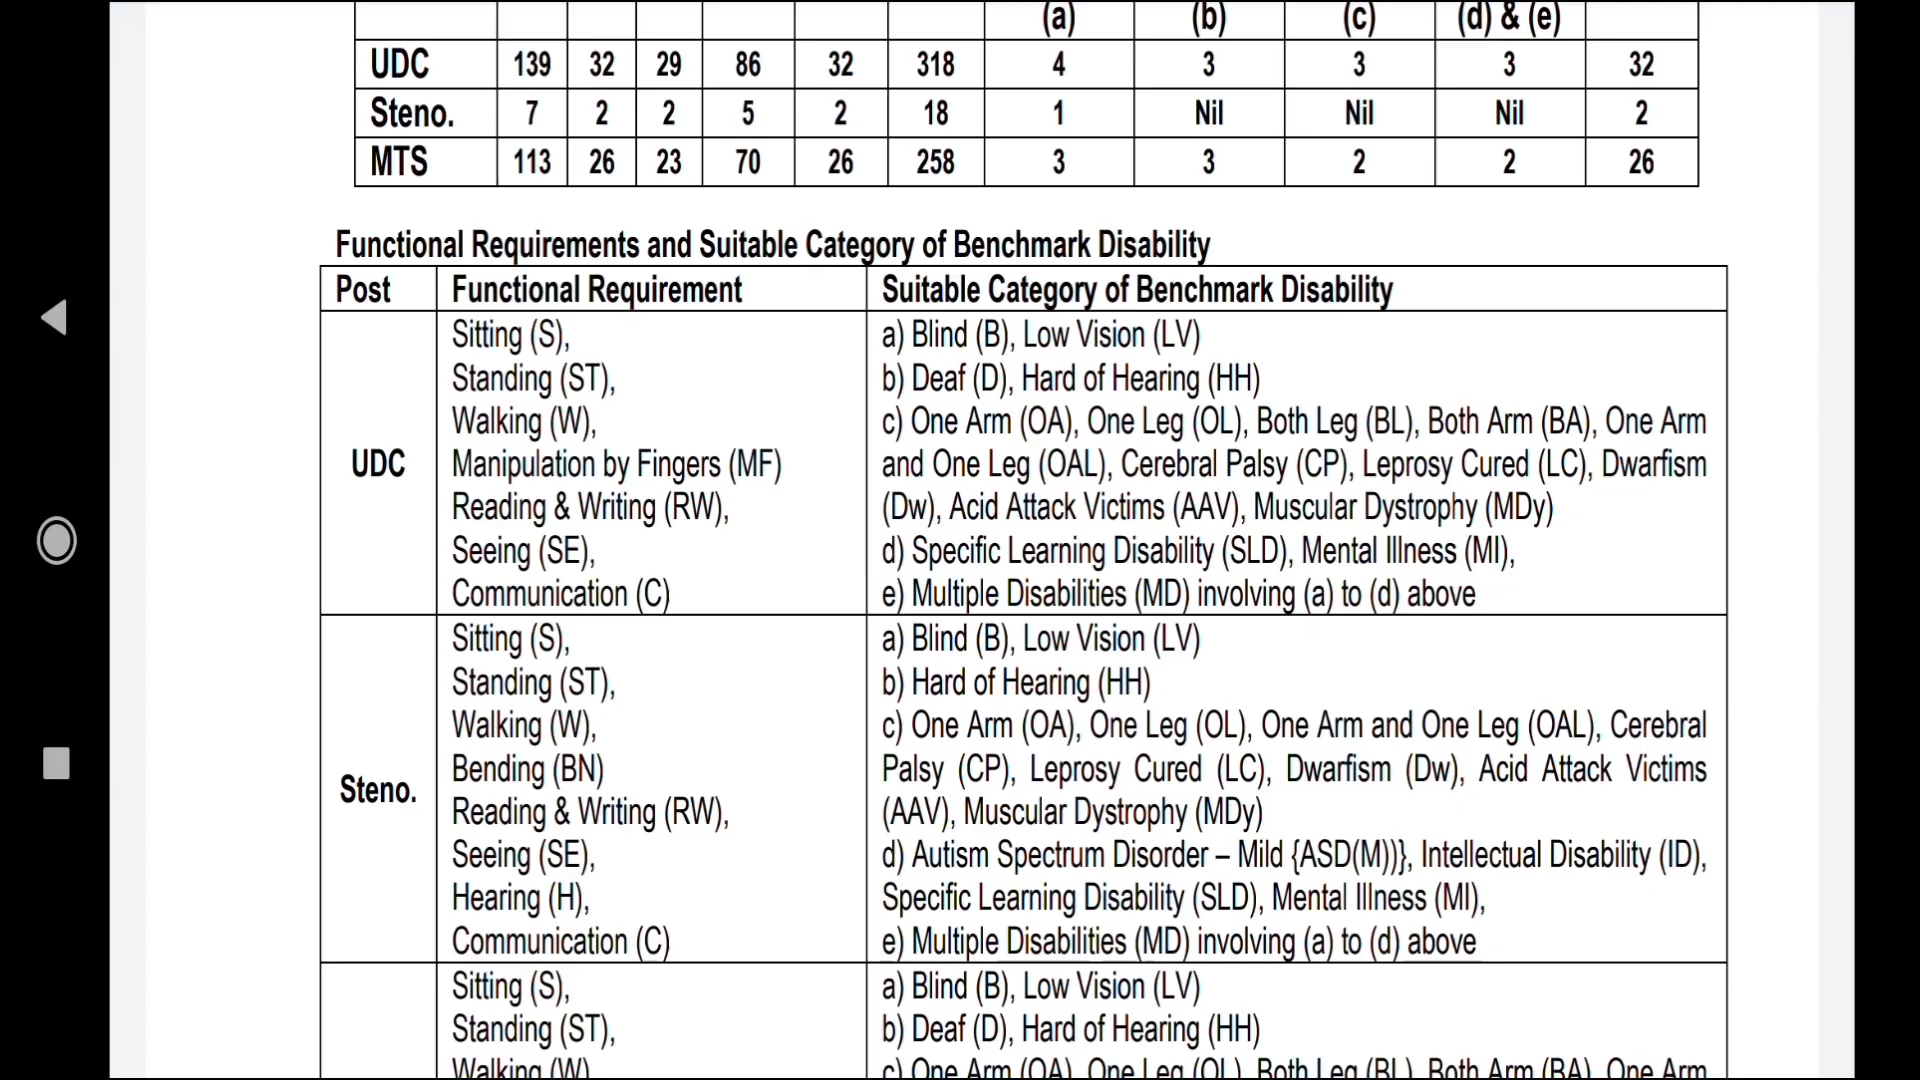 (a) (b) (c) (d) & (e)
UDC 139 32 29 86 32 318 4 3 3 3 32
Steno. 7 2 2 5 2 18 1 Nil Nil Nil 2
MTS 113 26 23 70 26 258 3 3 2 2 26
Functional Requirements and Suitable Category of Benchmark Disability
Post Functional Requirement Suitable Category of Benchmark Disability
UDC
Sitting (S),
Standing (ST),
Walking (W),
Manipulation by Fingers (MF)
Reading & Writing (RW),
Seeing (SE),
Communication (C)
a) Blind (B), Low Vision (LV)
b) Deaf (D), Hard of Hearing (HH)
c) One Arm (OA), One Leg (OL), Both Leg (BL), Both Arm (BA), One Arm
and One Leg (OAL), Cerebral Palsy (CP), Leprosy Cured (LC), Dwarfism
(Dw), Acid Attack Victims (AAV), Muscular Dystrophy (MDy)
d) Specific Learning Disability (SLD), Mental Illness (MI),
e) Multiple Disabilities (MD) involving (a) to (d) above
Steno.
Sitting (S),
Standing (ST),
Walking (W),
Bending (BN)
Reading & Writing (RW),
Seeing (SE),
Hearing (H),
Communication (C)
a) Blind (B), Low Vision (LV)
b) Hard of Hearing (HH)
c) One Arm (OA), One Leg (OL), One Arm and One Leg (OAL), Cerebral
Palsy (CP), Leprosy Cured (LC), Dwarfism (Dw), Acid Attack Victims
(AAV), Muscular Dystrophy (MDy)
d) Autism Spectrum Disorder – Mild {ASD(M))}, Intellectual Disability (ID),
Specific Learning Disability (SLD), Mental Illness (MI),
e) Multiple Disabilities (MD) involving (a) to (d) above
Sitting (S),
Standing (ST),
Walking (W)
a) Blind (B), Low Vision (LV)
b) Deaf (D), Hard of Hearing (HH)
c) One Arm (OA), One Leg (OL), Both Leg (BL), Both Arm (BA), One Arm